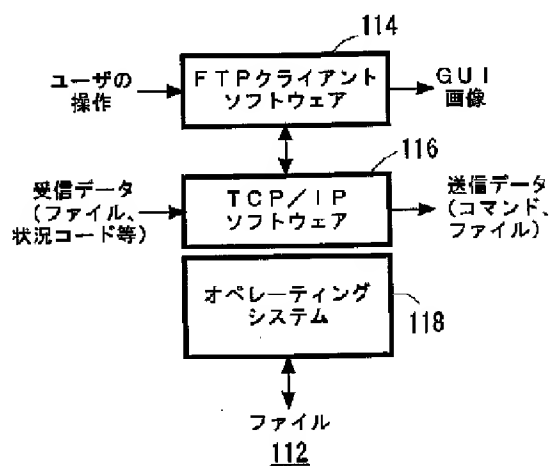 114
ユーザの
操作
FTPクライアント
ソフトウェア
GUI
画像
116
受信データ
(ファイル、
状況コード等)
TCP/IP
ソフトウェア
送信データ
(コマンド、
ファイル)
オペレーティング
システム
118
ファイル
112